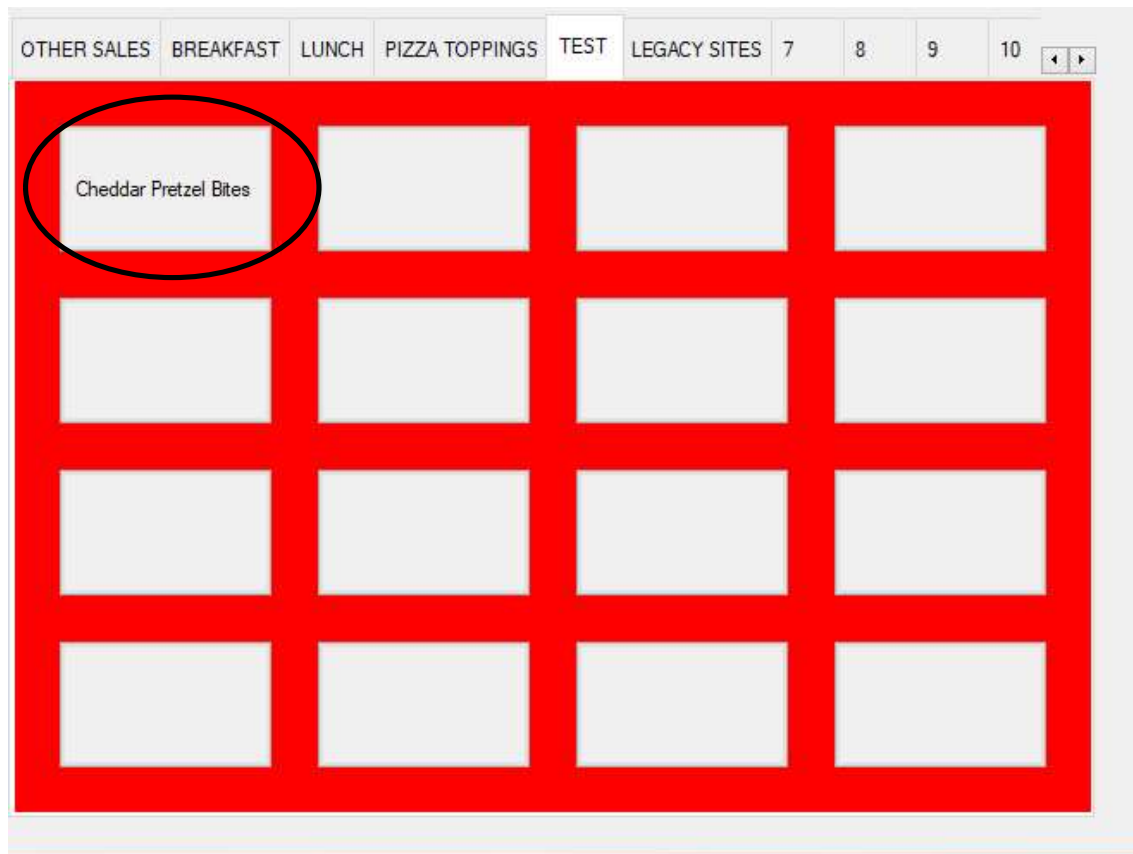 OTHER SALES BREAKFAST LUNCH PIZZA TOPPINGS TEST LEGACY SITES 7 8 9 10
Cheddar Pretzel Bites